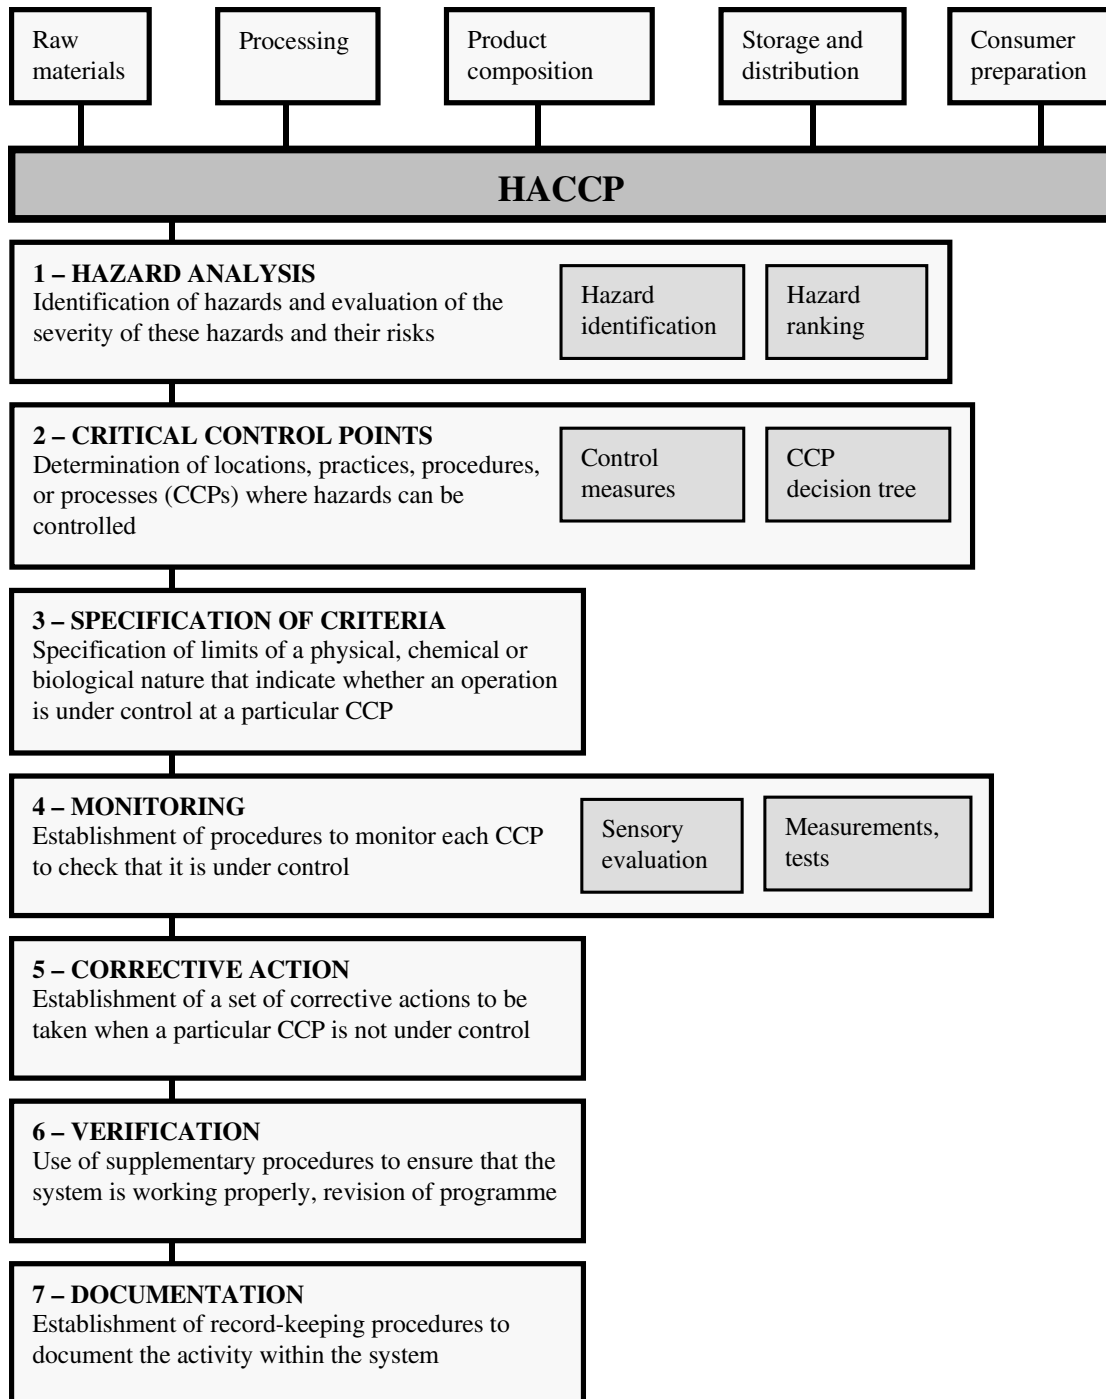 Raw
materials
Processing
Product
composition
Storage and
distribution
Consumer
preparation
HACCP
1 – HAZARD ANALYSIS
Identification of hazards and evaluation of the
severity of these hazards and their risks
Hazard
identification
Hazard
ranking
2 – CRITICAL CONTROL POINTS
Determination of locations, practices, procedures,
or processes (CCPs) where hazards can be
controlled
Control
measures
CCP
decision tree
3 – SPECIFICATION OF CRITERIA
Specification of limits of a physical, chemical or
biological nature that indicate whether an operation
is under control at a particular CCP
4 – MONITORING
Establishment of procedures to monitor each CCP
to check that it is under control
Sensory
evaluation
Measurements,
tests
5 – CORRECTIVE ACTION
Establishment of a set of corrective actions to be
taken when a particular CCP is not under control
6 – VERIFICATION
Use of supplementary procedures to ensure that the
system is working properly, revision of programme
7 – DOCUMENTATION
Establishment of record-keeping procedures to
document the activity within the system